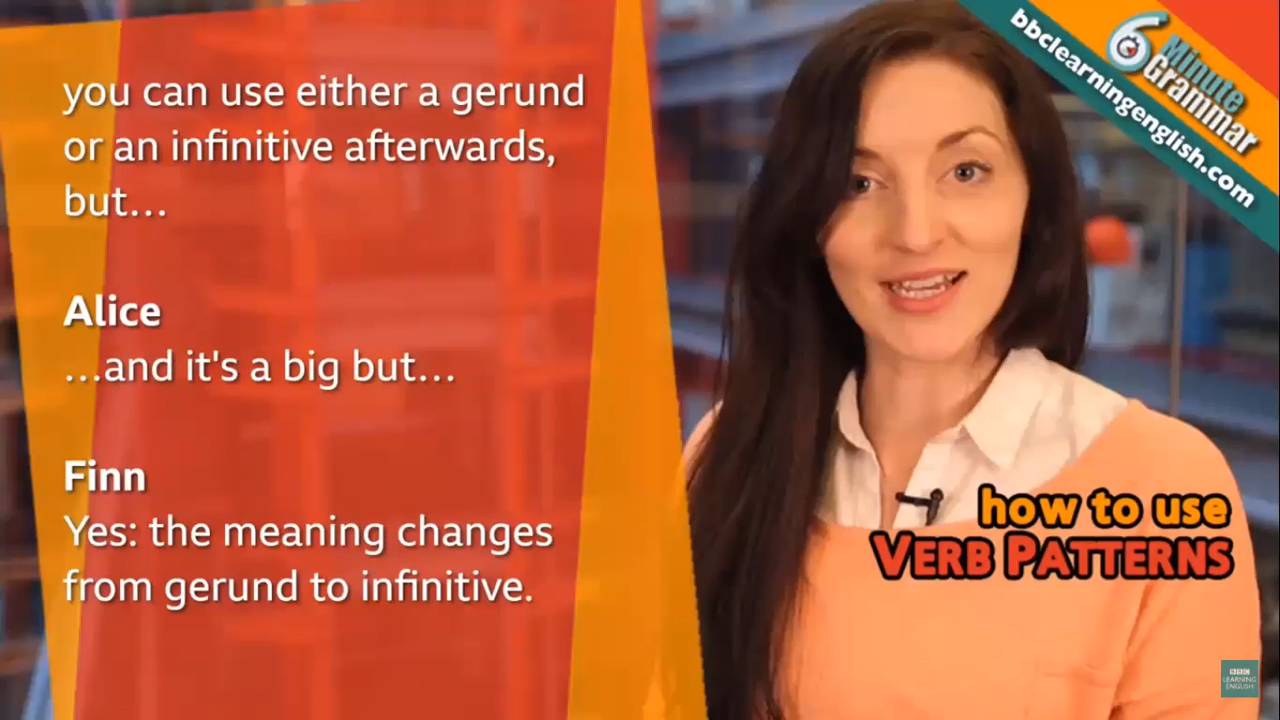 you can use either a gerund
or an infinitive afterwards,
but…
Alice
…and it's a big but…
Finn
Yes: the meaning changes
from gerund to infinitive.
6 Minute
Grammar
bbclearningenglish.com
how to use
VERB PATTERNS
BBC
LEARNING
ENGLISH